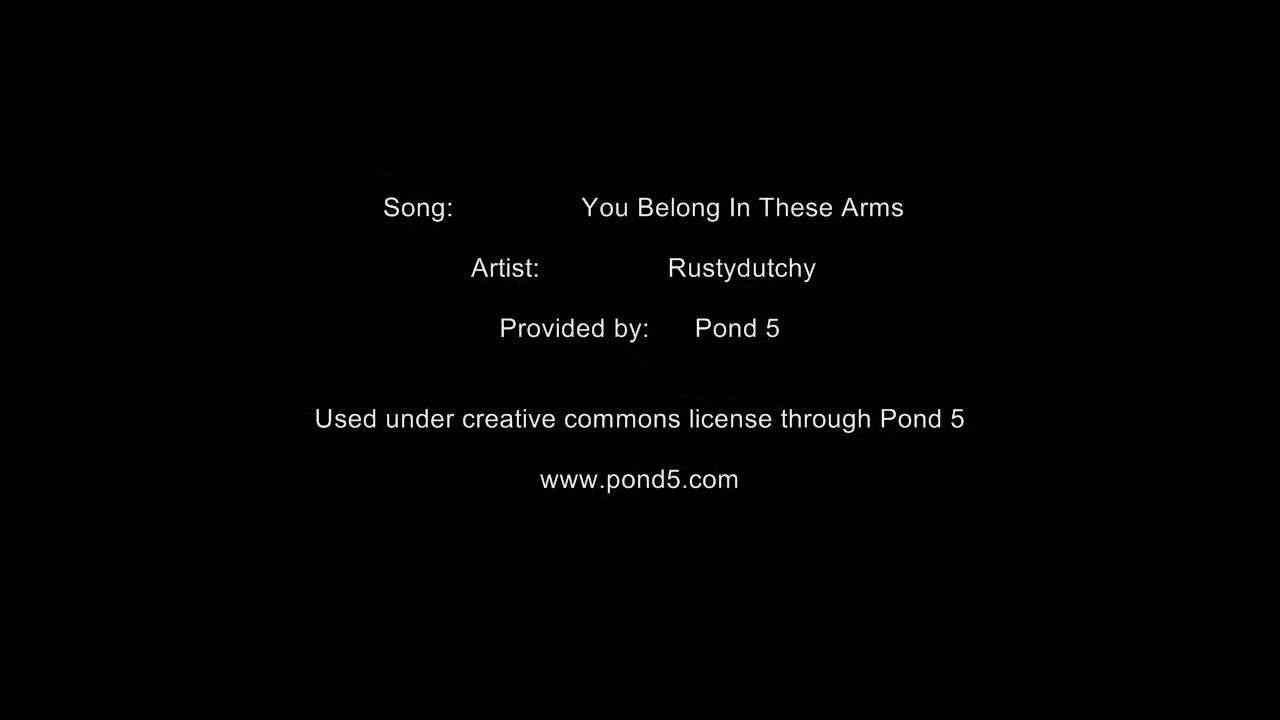 Song: You Belong In These Arms
Artist: Rustydutchy
Provided by: Pond 5
Used under creative commons license through Pond 5
www.pond5.com